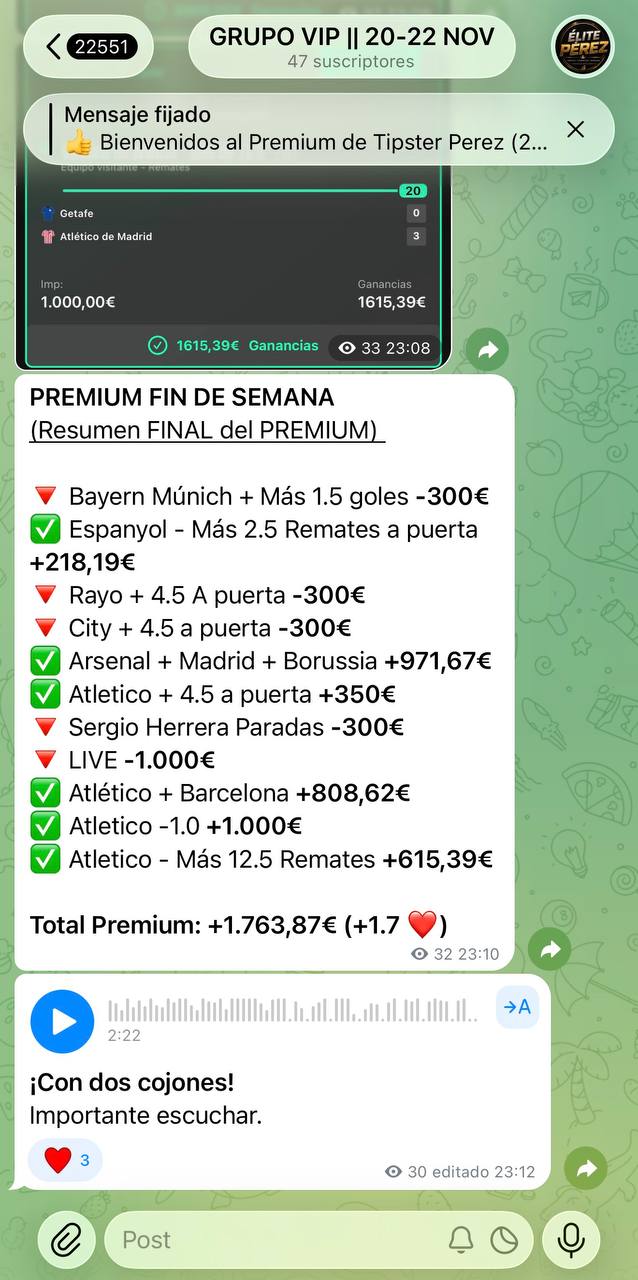 22551
GRUPO VIP || 20-22 NOV
47 suscriptores
ÉLITE
PÉREZ
Mensaje fijado
👍 Bienvenidos al Premium de Tipster Perez (2...
Equipo visitante - Remates
20
Getafe 0
Atlético de Madrid 3
Imp: Ganancias
1.000,00€ 1615,39€
1615,39€ Ganancias
33 23:08
PREMIUM FIN DE SEMANA
(Resumen FINAL del PREMIUM)
🔻 Bayern Múnich + Más 1.5 goles -300€
✅ Espanyol - Más 2.5 Remates a puerta
+218,19€
🔻 Rayo + 4.5 A puerta -300€
🔻 City + 4.5 a puerta -300€
✅ Arsenal + Madrid + Borussia +971,67€
✅ Atletico + 4.5 a puerta +350€
🔻 Sergio Herrera Paradas -300€
🔻 LIVE -1.000€
✅ Atlético + Barcelona +808,62€
✅ Atletico -1.0 +1.000€
✅ Atletico - Más 12.5 Remates +615,39€
Total Premium: +1.763,87€ (+1.7 ❤️)
32 23:10
2:22
→A
¡Con dos cojones!
Importante escuchar.
❤️ 3
30 editado 23:12
Post